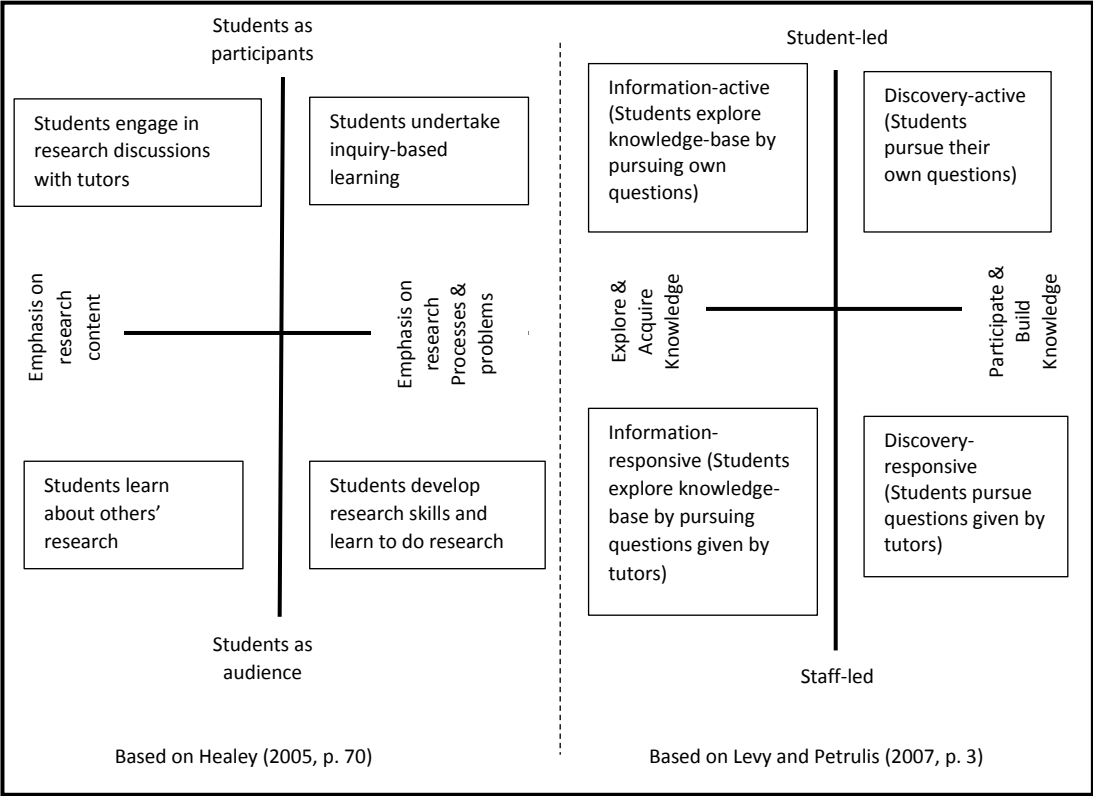 Students as
participants
Students engage in
research discussions
with tutors
Students undertake
inquiry-based
learning
Emphasis on
research
content
Emphasis on
research
Processes &
problems
Students learn
about others’
research
Students develop
research skills and
learn to do research
Students as
audience
Based on Healey (2005, p. 70)
Student-led
Information-active
(Students explore
knowledge-base by
pursuing own
questions)
Discovery-active
(Students
pursue their
own questions)
Explore &
Acquire
Knowledge
Participate &
Build
Knowledge
Information-
responsive (Students
explore knowledge-
base by pursuing
questions given by
tutors)
Discovery-
responsive
(Students pursue
questions given by
tutors)
Staff-led
Based on Levy and Petrulis (2007, p. 3)